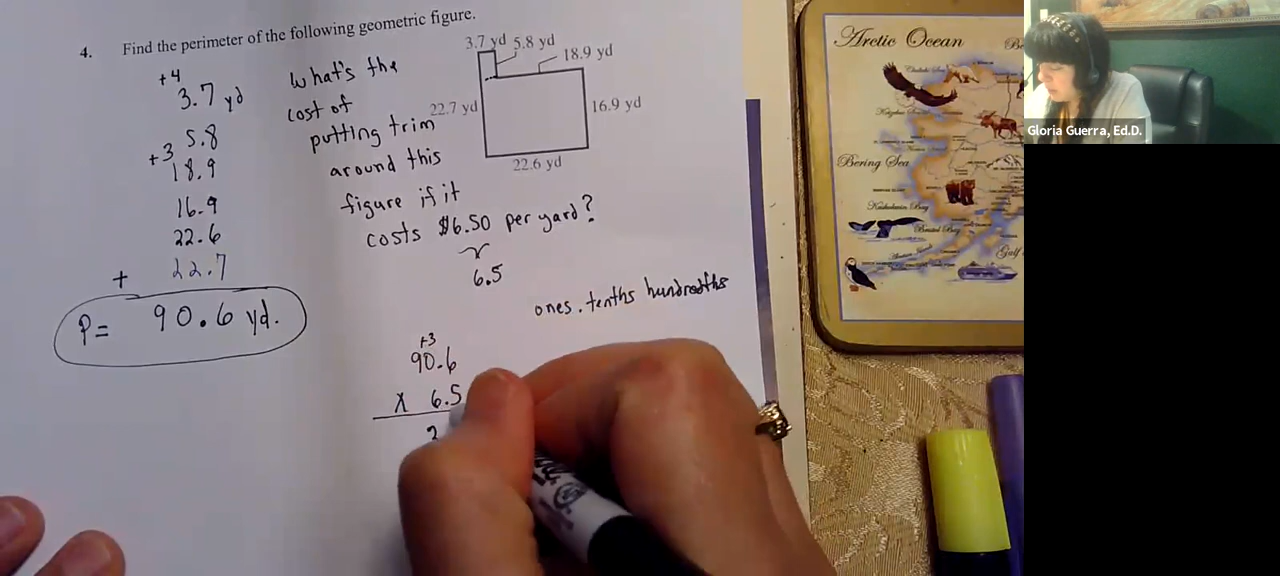 4. Find the perimeter of the following geometric figure.
3.7 yd 5.8 yd
18.9 yd
22.7 yd
16.9 yd
22.6 yd
+4
3.7 yd
5.8
+3
18.9
16.9
22.6
+ 22.7
P= 90.6 yd.
What's the
cost of
putting trim
around this
figure if it
costs $6.50 per yard?
6.5
ones . tenths hundredths
+3
90.6
X 6.5
3
Arctic Ocean
Bering Sea
Bristol Bay
Gulf
Gloria Guerra, Ed.D.